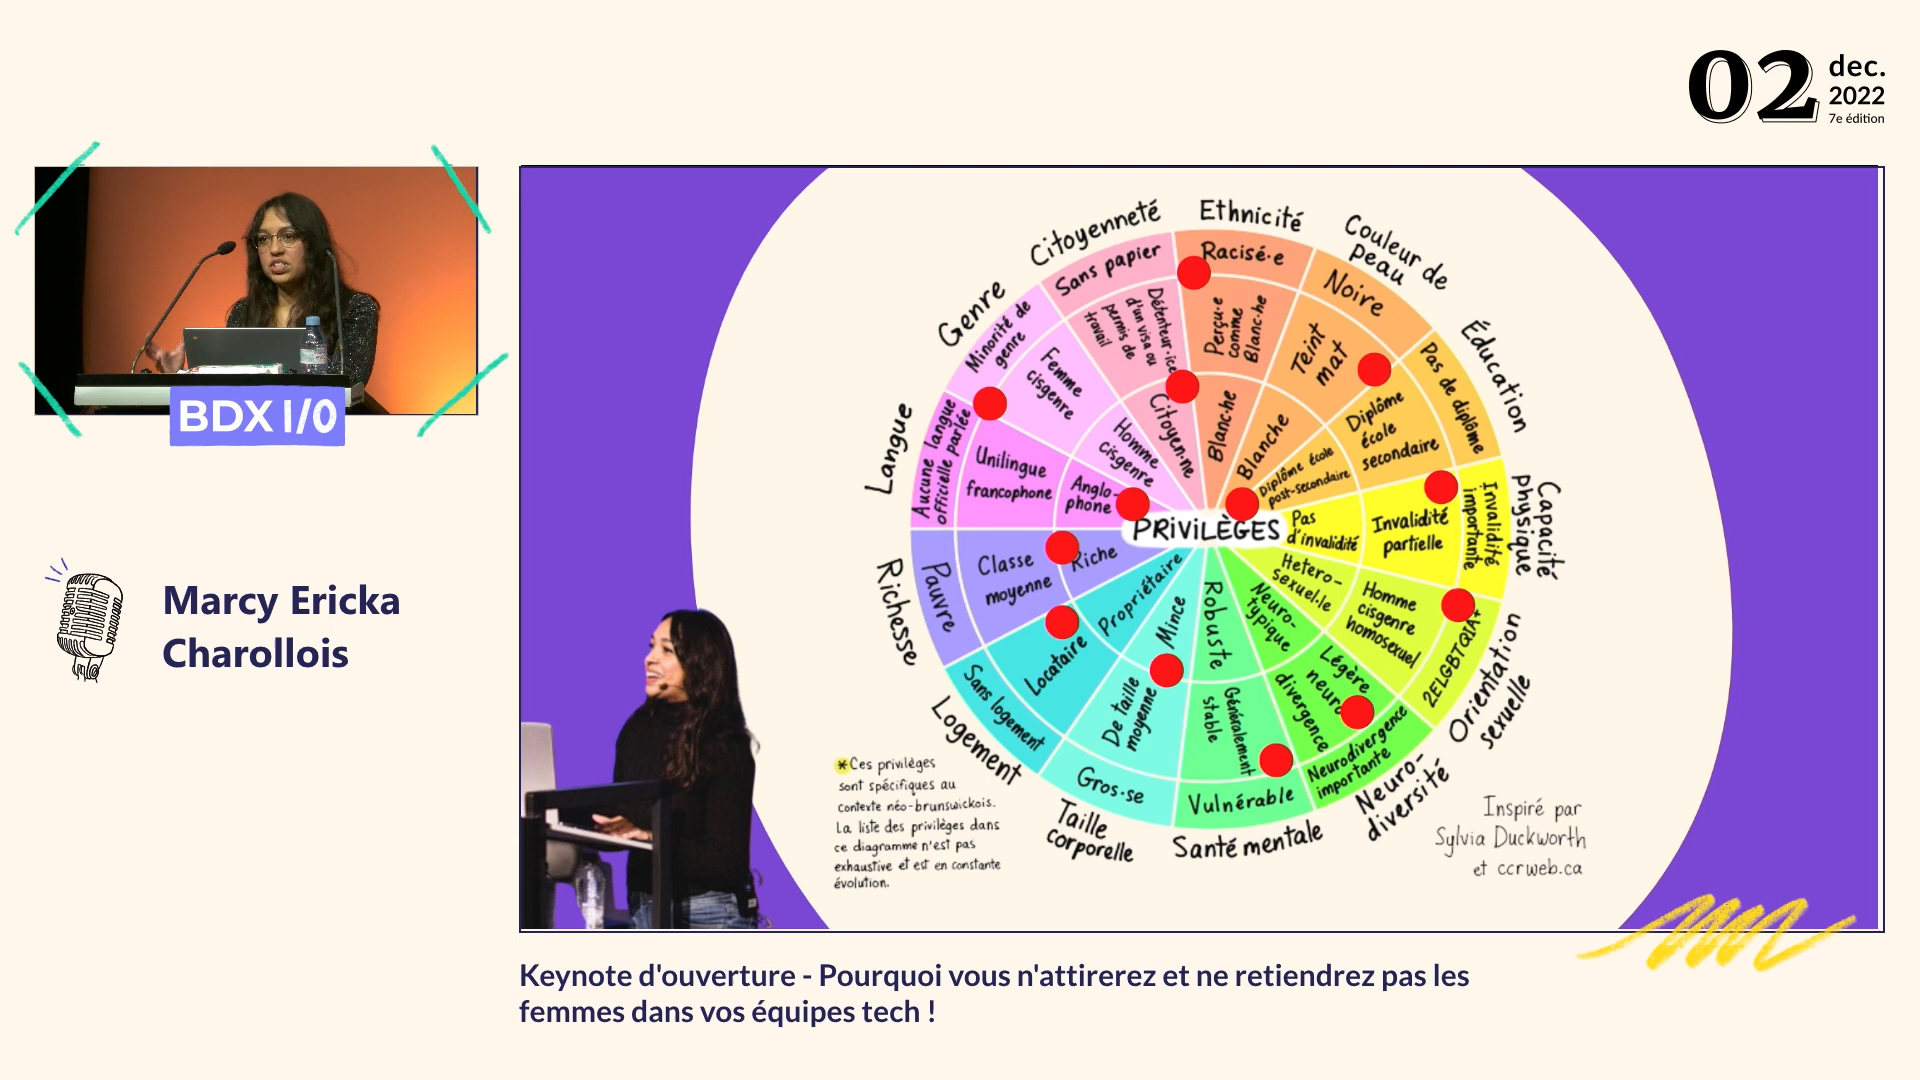 02
dec.
2022
7e édition
BDX I/O
Marcy Ericka
Charollois
Citoyenneté
Ethnicité
Couleur de
peau
Éducation
Capacité
physique
Orientation
sexuelle
Neuro-
diversité
Santé mentale
Taille
corporelle
Logement
Richesse
Langue
Genre
Sans papier
Détenteur·ice
d'un visa ou
permis de
travail
Citoyen·ne
Racisé·e
Perçu·e
comme
Blanc·he
Blanc·he
Noire
Teint
mat
Blanche
Pas de diplôme
Diplôme
école
secondaire
Diplôme école
post-secondaire
Invalidité
importante
Invalidité
partielle
Pas
d'invalidité
2ELGBTQIA+
Homme
cisgenre
homosexuel
Hetero-
sexuel·le
Neurodivergence
importante
Légère
neuro
divergence
Neuro-
typique
Vulnérable
Généralement
stable
Robuste
Gros·se
De taille
moyenne
Mince
Sans logement
Locataire
Propriétaire
Pauvre
Classe
moyenne
Riche
Aucune langue
officielle parlée
Unilingue
francophone
Anglo-
phone
Minorité de
genre
Femme
cisgenre
Homme
cisgenre
PRIVILÈGES
*Ces privilèges
sont spécifiques au
contexte néo-brunswickois.
La liste des privilèges dans
ce diagramme n'est pas
exhaustive et est en constante
évolution.
Inspiré par
Sylvia Duckworth
et ccrweb.ca
Keynote d'ouverture - Pourquoi vous n'attirerez et ne retiendrez pas les
femmes dans vos équipes tech !